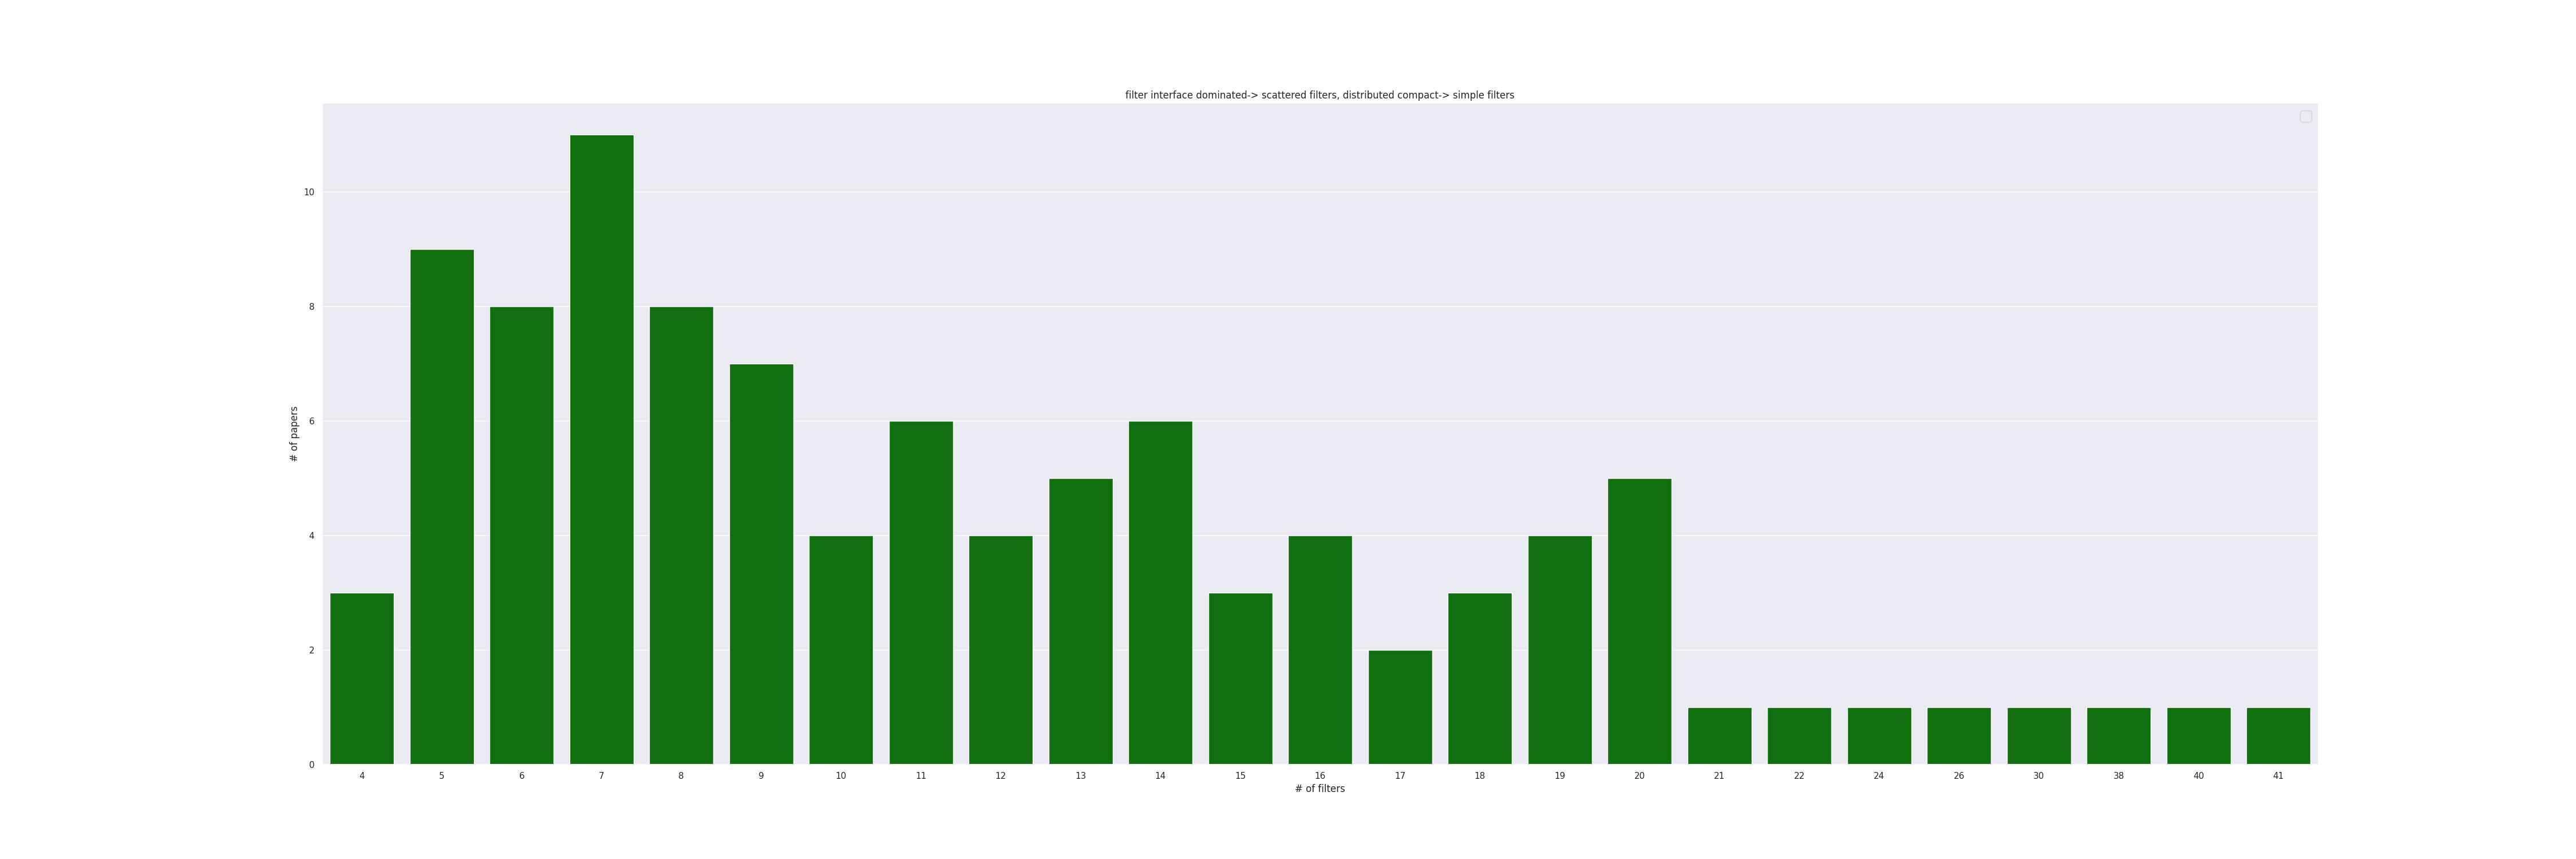 filter interface dominated-> scattered filters, distributed compact-> simple filters
10
8
6
4
2
0
# of papers
4 5 6 7 8 9 10 11 12 13 14 15 16 17 18 19 20 21 22 24 26 30 38 40 41
# of filters